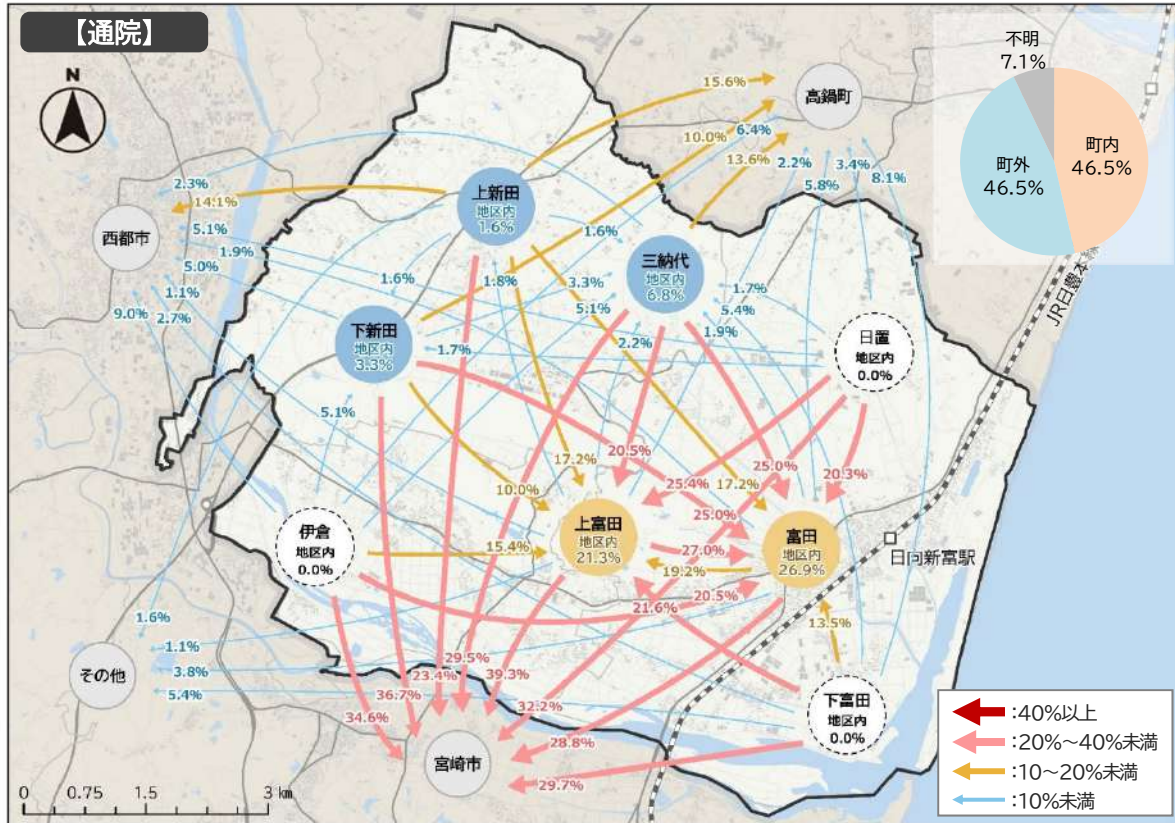 【通院】
N
不明
7.1%
町外
46.5%
町内
46.5%
高鍋町
15.6%
10.0%
6.4%
13.6%
2.2%
5.8%
3.4%
8.1%
2.3%
14.1%
西都市
5.1%
1.9%
5.0%
1.1%
9.0%
2.7%
上新田
地区内
1.6%
1.6%
三納代
地区内
6.8%
1.6%
1.8%
3.3%
5.1%
2.2%
1.7%
5.4%
1.9%
下新田
地区内
3.3%
1.7%
日置
地区内
0.0%
JR日豊本線
5.1%
20.5%
17.2%
10.0%
25.4%
25.0%
17.2%
25.0%
20.3%
伊倉
地区内
0.0%
15.4%
上富田
地区内
21.3%
27.0%
19.2%
富田
地区内
26.9%
日向新富駅
21.6%
20.5%
13.5%
下富田
地区内
0.0%
1.6%
1.1%
3.8%
5.4%
その他
29.5%
23.4%
39.3%
36.7%
34.6%
32.2%
28.8%
29.7%
宮崎市
0 0.75 1.5 3 km
:40%以上
:20%～40%未満
:10～20%未満
:10%未満